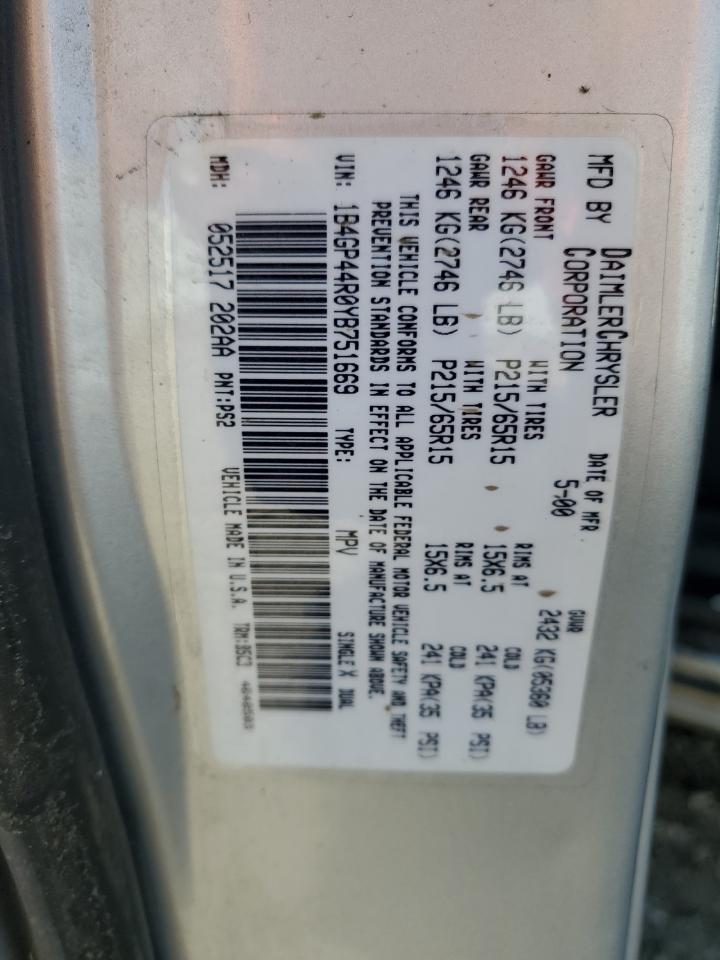 MFD BY DAIMLERCHRYSLER CORPORATION
DATE OF MFR 5-00
GVWR 2432 KG(05360 LB)
GAWR FRONT WITH TIRES RIMS AT COLD
1246 KG(2746 LB) P215/65R15 15X6.5 241 KPA(35 PSI)
GAWR REAR WITH TIRES RIMS AT COLD
1246 KG(2746 LB) P215/65R15 15X6.5 241 KPA(35 PSI)
THIS VEHICLE CONFORMS TO ALL APPLICABLE FEDERAL MOTOR VEHICLE SAFETY AND THEFT
PREVENTION STANDARDS IN EFFECT ON THE DATE OF MANUFACTURE SHOWN ABOVE.
VIN: 1B4GP44R0YB751669 TYPE: MPV SINGLE X DUAL
MDH: 052517 202AA PNT:PS2 VEHICLE MADE IN U.S.A. TRM:B5C3